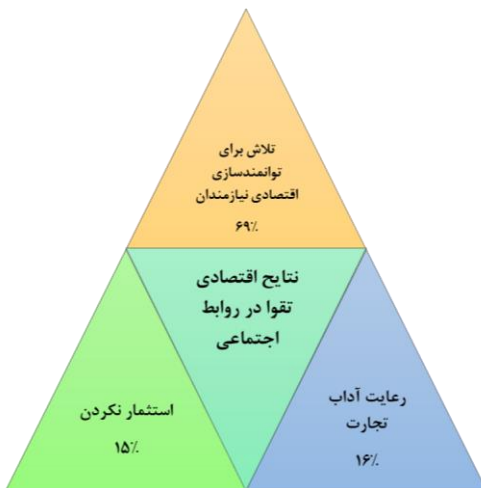 تلاش برای
توانمندسازی
اقتصادی نیازمندان
۶۹٪
نتایج اقتصادی
تقوا در روابط
اجتماعی
رعایت آداب
تجارت
۱۶٪
استثمار نکردن
۱۵٪